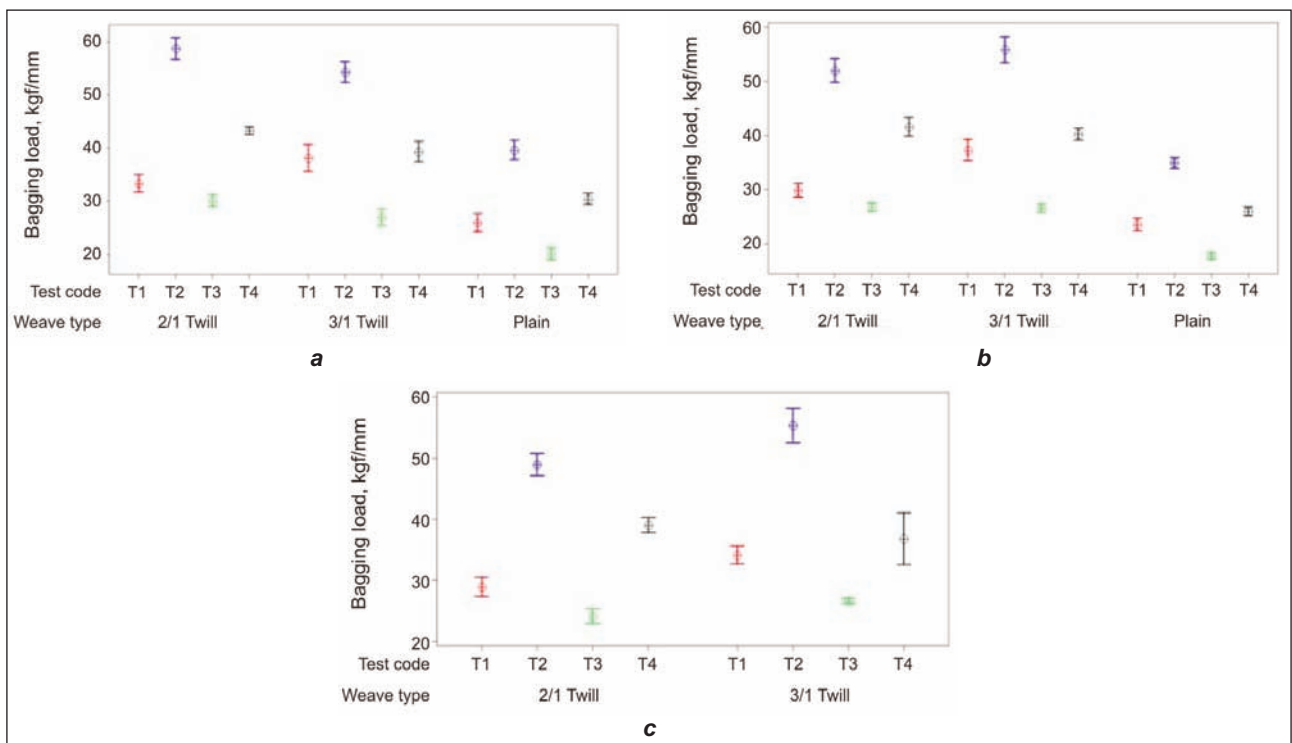 Bagging load, kgf/mm
60
50
40
30
20
Test code T1 T2 T3 T4 T1 T2 T3 T4 T1 T2 T3 T4
Weave type 2/1 Twill 3/1 Twill Plain
a
Bagging load, kgf/mm
60
50
40
30
20
Test code T1 T2 T3 T4 T1 T2 T3 T4 T1 T2 T3 T4
Weave type. 2/1 Twill 3/1 Twill Plain
b
Bagging load, kgf/mm
60
50
40
30
20
Test code T1 T2 T3 T4 T1 T2 T3 T4
Weave type 2/1 Twill 3/1 Twill
c